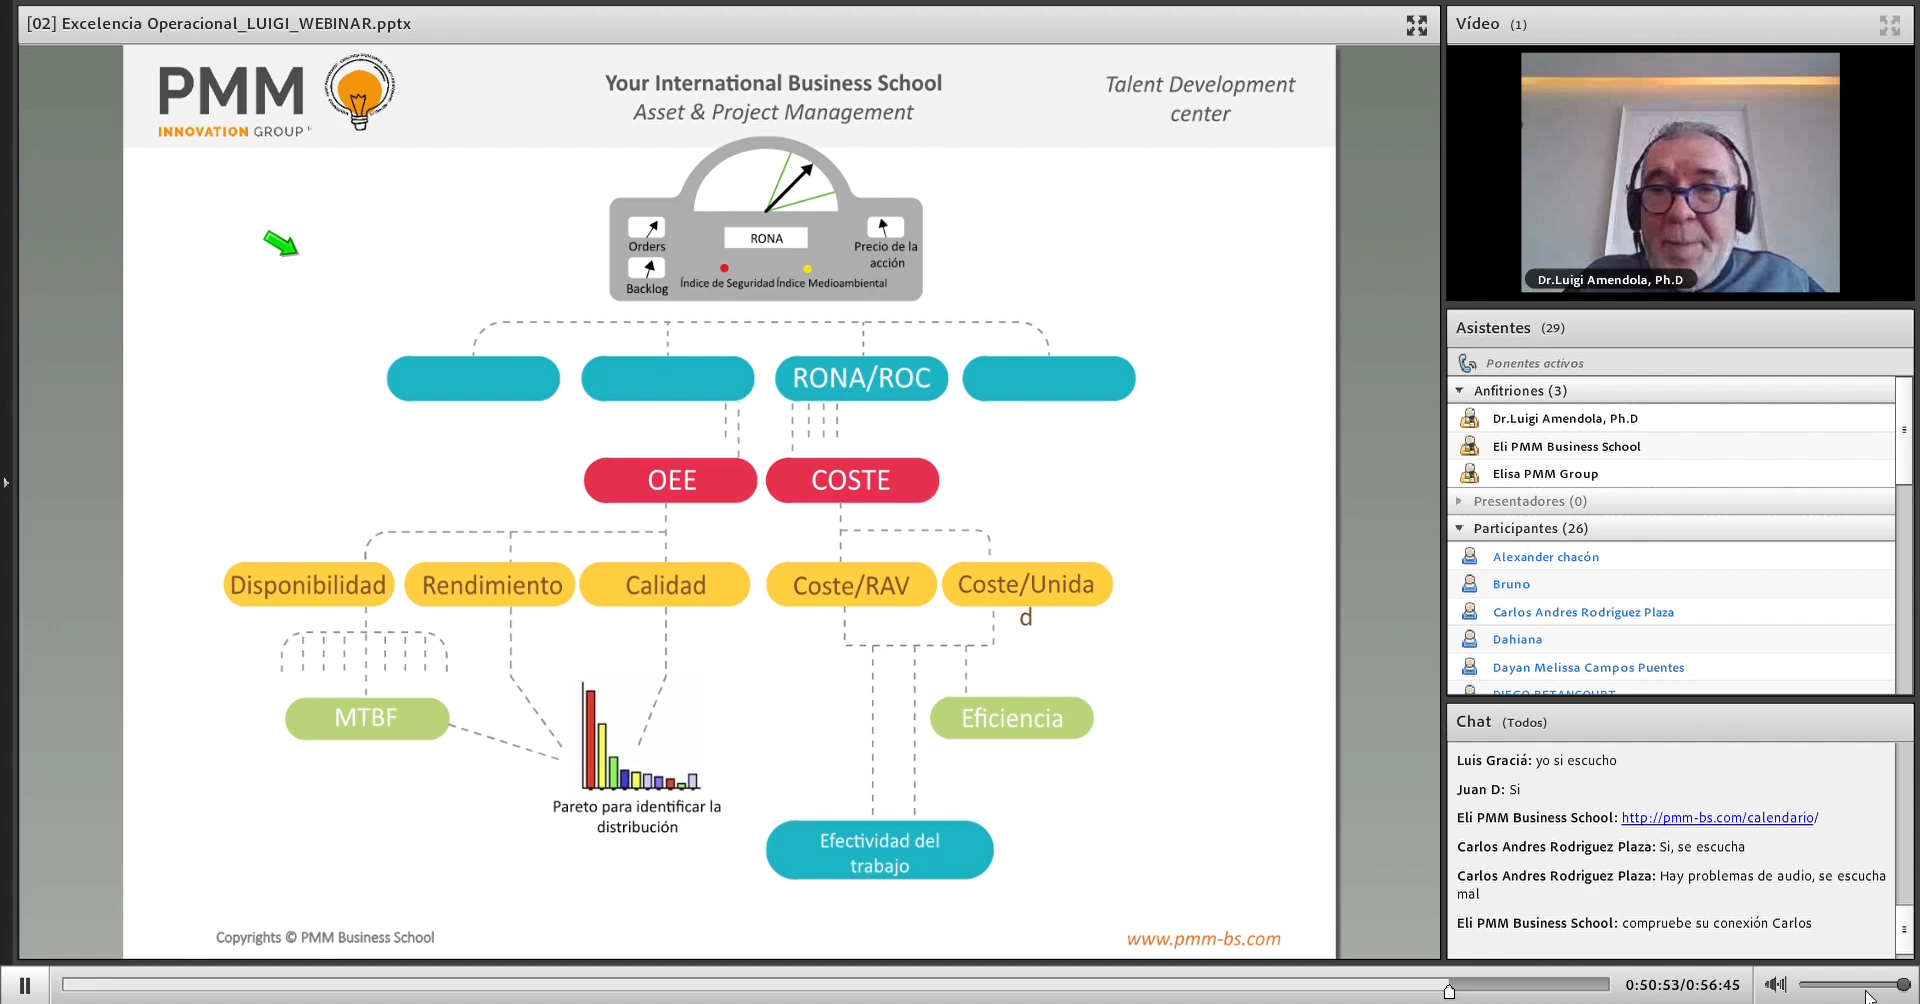 [02] Excelencia Operacional_LUIGI_WEBINAR.pptx
PMM
INNOVATION GROUP
Your International Business School
Asset & Project Management
Talent Development
center
Orders
Backlog
RONA
Precio de la
acción
Índice de Seguridad
Índice Medioambiental
RONA/ROC
OEE
COSTE
Disponibilidad
Rendimiento
Calidad
Coste/RAV
Coste/Unida
d
MTBF
Eficiencia
Pareto para identificar la
distribución
Efectividad del
trabajo
Copyrights © PMM Business School
www.pmm-bs.com
Vídeo (1)
Dr.Luigi Amendola, Ph.D
Asistentes (29)
Ponentes activos
Anfitriones (3)
Dr.Luigi Amendola, Ph.D
Eli PMM Business School
Elisa PMM Group
Presentadores (0)
Participantes (26)
Alexander chacón
Bruno
Carlos Andres Rodriguez Plaza
Dahiana
Dayan Melissa Campos Puentes
DIEGO BETANCOURT
Chat (Todos)
Luis Graciá: yo si escucho
Juan D: Si
Eli PMM Business School: http://pmm-bs.com/calendario/
Carlos Andres Rodriguez Plaza: Si, se escucha
Carlos Andres Rodriguez Plaza: Hay problemas de audio, se escucha
mal
Eli PMM Business School: compruebe su conexión Carlos
0:50:53/0:56:45